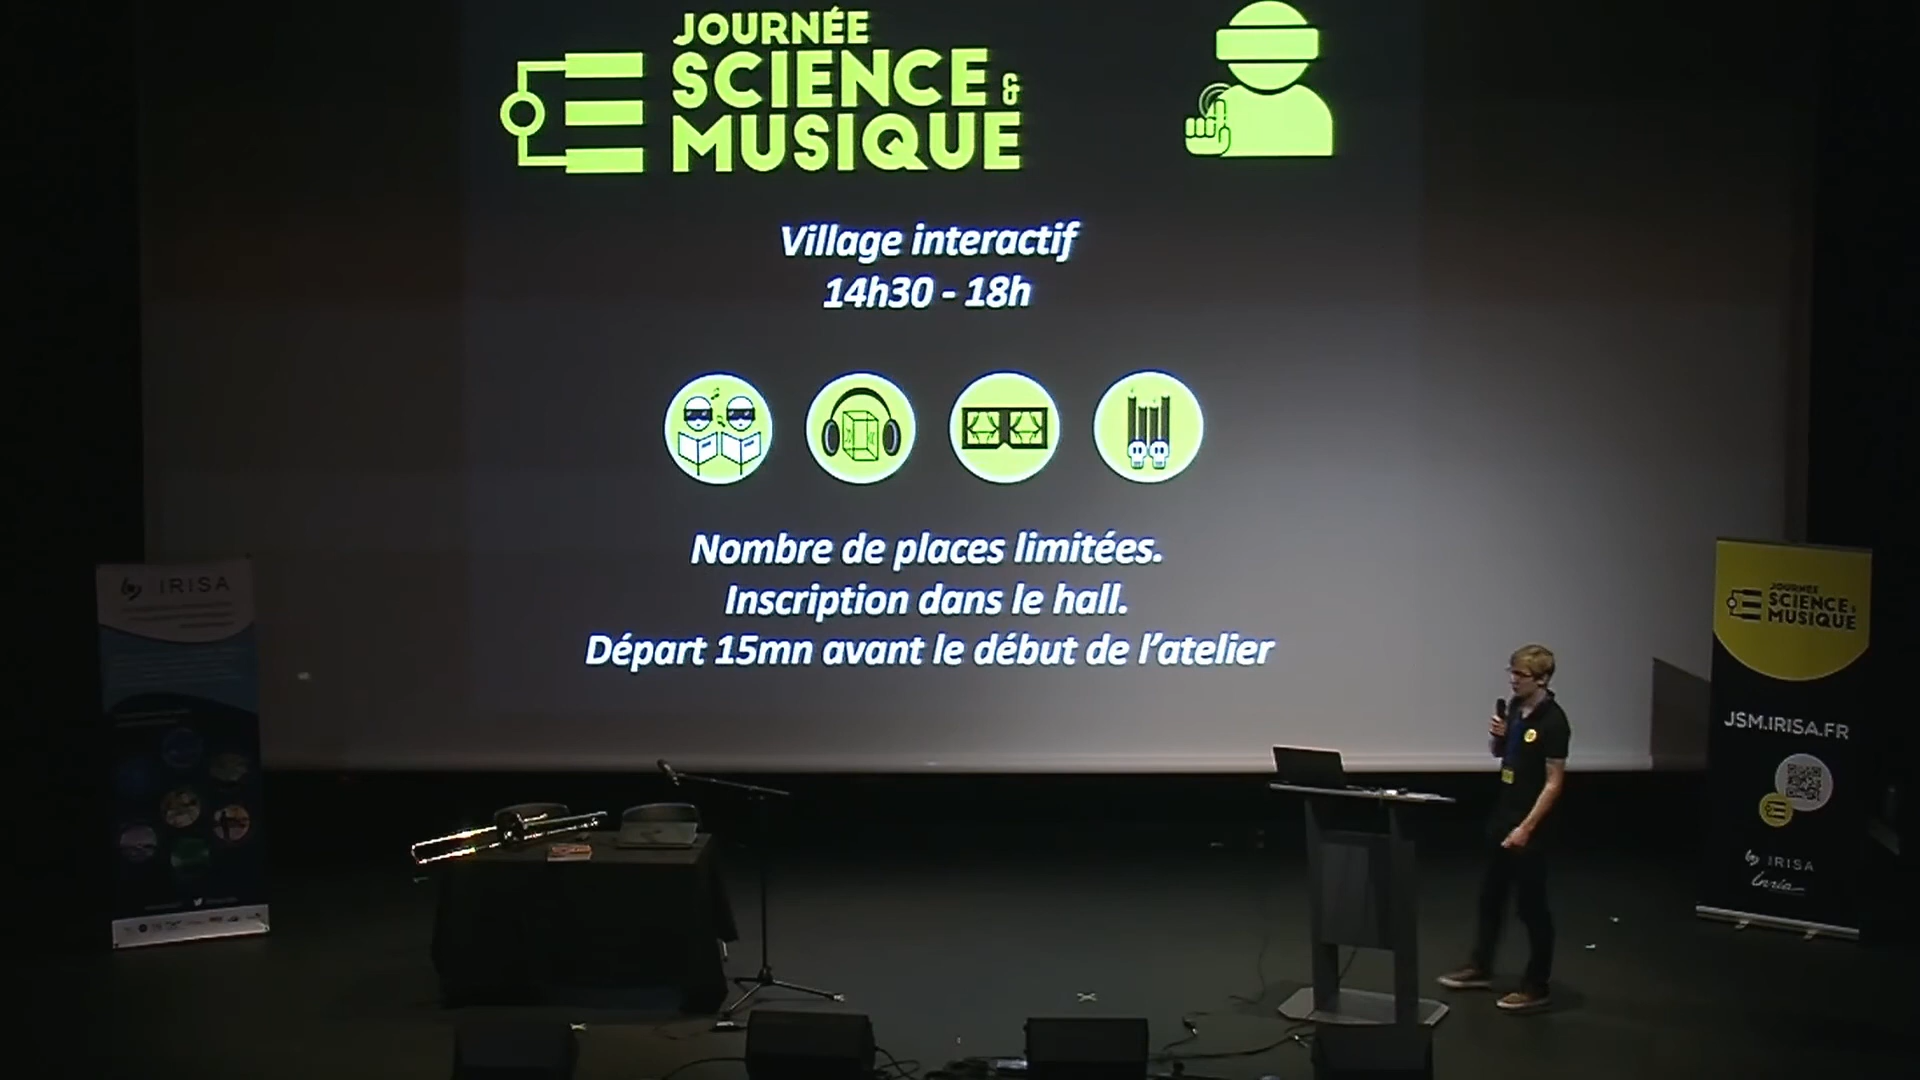 JOURNÉE
SCIENCE &
MUSIQUE
Village interactif
14h30 - 18h
Nombre de places limitées.
Inscription dans le hall.
Départ 15mn avant le début de l'atelier
IRISA
JOURNÉE
SCIENCE &
MUSIQUE
JSM.IRISA.FR
IRISA
Inria